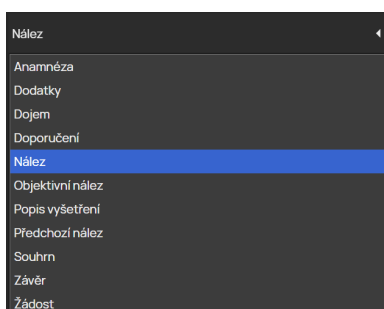 Nález
Anamnéza
Dodatky
Dojem
Doporučení
Nález
Objektivní nález
Popis vyšetření
Předchozí nález
Souhrn
Závěr
Žádost